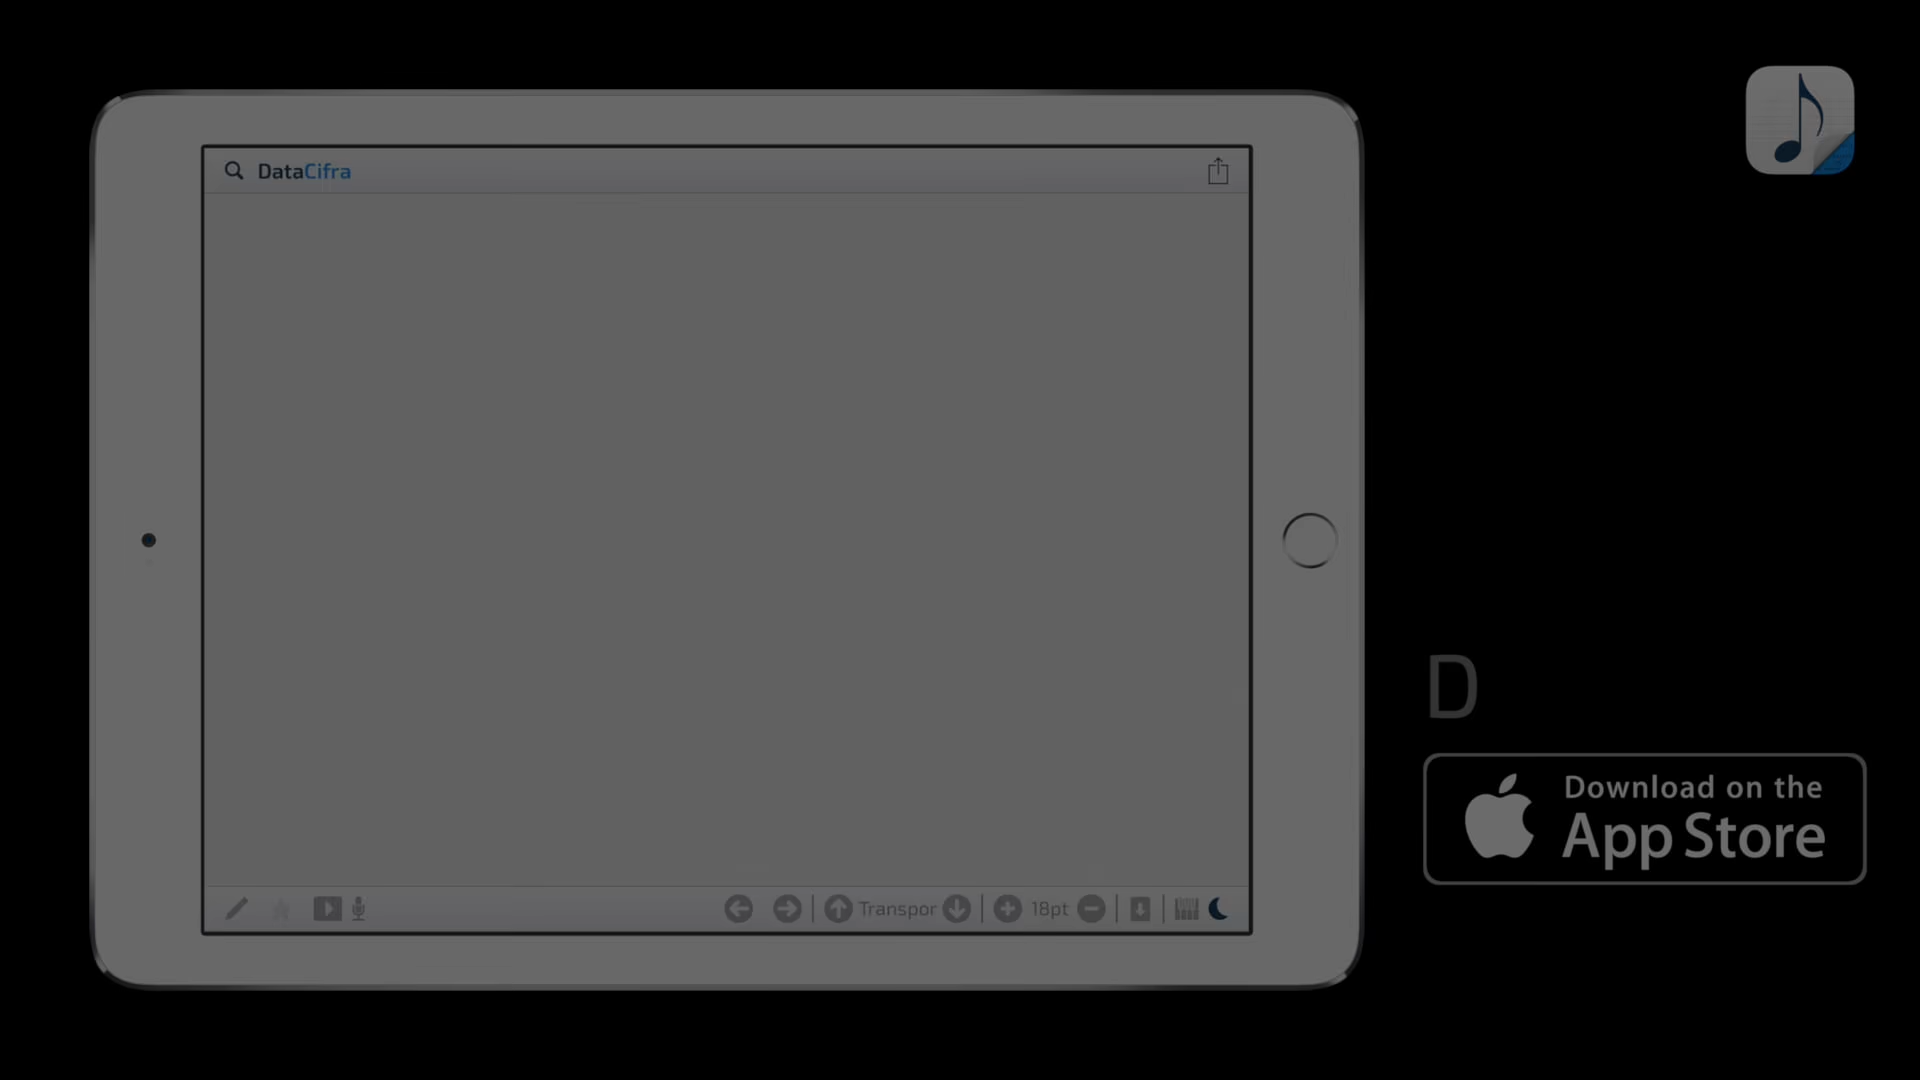 DataCifra
Transpor
18pt
D
Download on the
App Store